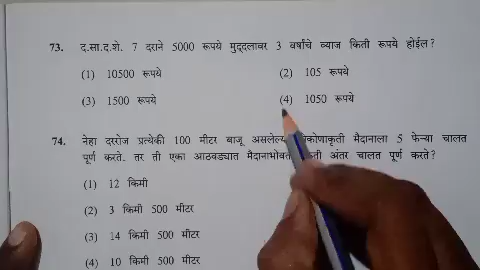 73. द.सा.द.शे. 7 दराने 5000 रूपये मुद्दलावर 3 वर्षांचे व्याज किती रूपये होईल?
(1) 10500 रूपये (2) 105 रूपये
(3) 1500 रूपये (4) 1050 रूपये
74. नेहा दररोज प्रत्येकी 100 मीटर बाजू असलेल्या मैदानाला 5 फेऱ्या चालत
पूर्ण करते. तर ती एका आठवड्यात अंतर चालत पूर्ण करते?
(1) 12 किमी
(2) 3 किमी 500 मीटर
(3) 14 किमी 500 मीटर
(4) 10 किमी 500 मीटर